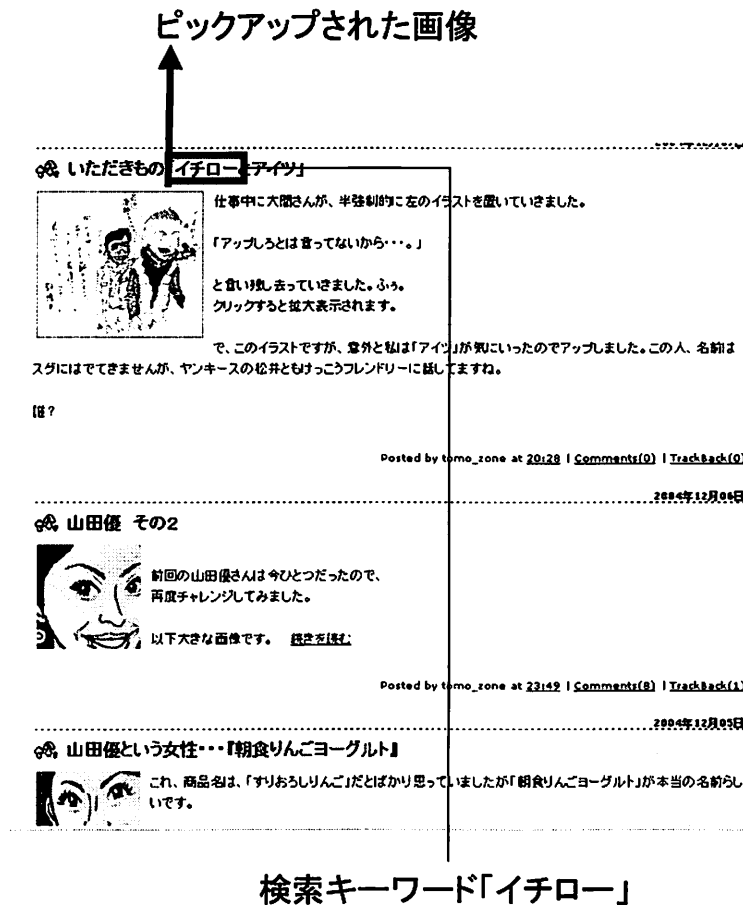 ピックアップされた画像
いただきもの「イチローとアイツ」
仕事中に大関さんが、半強制的に左のイラストを置いていきました。
「アップしろとは言ってないから・・・。」
と言い残し去っていきました。ふぅ。
クリックすると拡大表示されます。
で、このイラストですが、意外と私は「アイツ」が気にいったのでアップしました。この人、名前は
スグにはでてきませんが、ヤンキースの松井ともけっこうフレンドリーに話してますね。
誰?
Posted by tomo_zone at 20:28 | Comments(0) | TrackBack(0)
2004年12月06日
山田優 その2
前回の山田優さんは今ひとつだったので、
再度チャレンジしてみました。
以下大きな画像です。 続きを読む
Posted by tomo_zone at 23:49 | Comments(8) | TrackBack(1)
2004年12月05日
山田優という女性・・・『朝食りんごヨーグルト』
これ、商品名は、「すりおろしりんご」だとばかり思っていましたが「朝食りんごヨーグルト」が本当の名前らし
いです。
検索キーワード「イチロー」